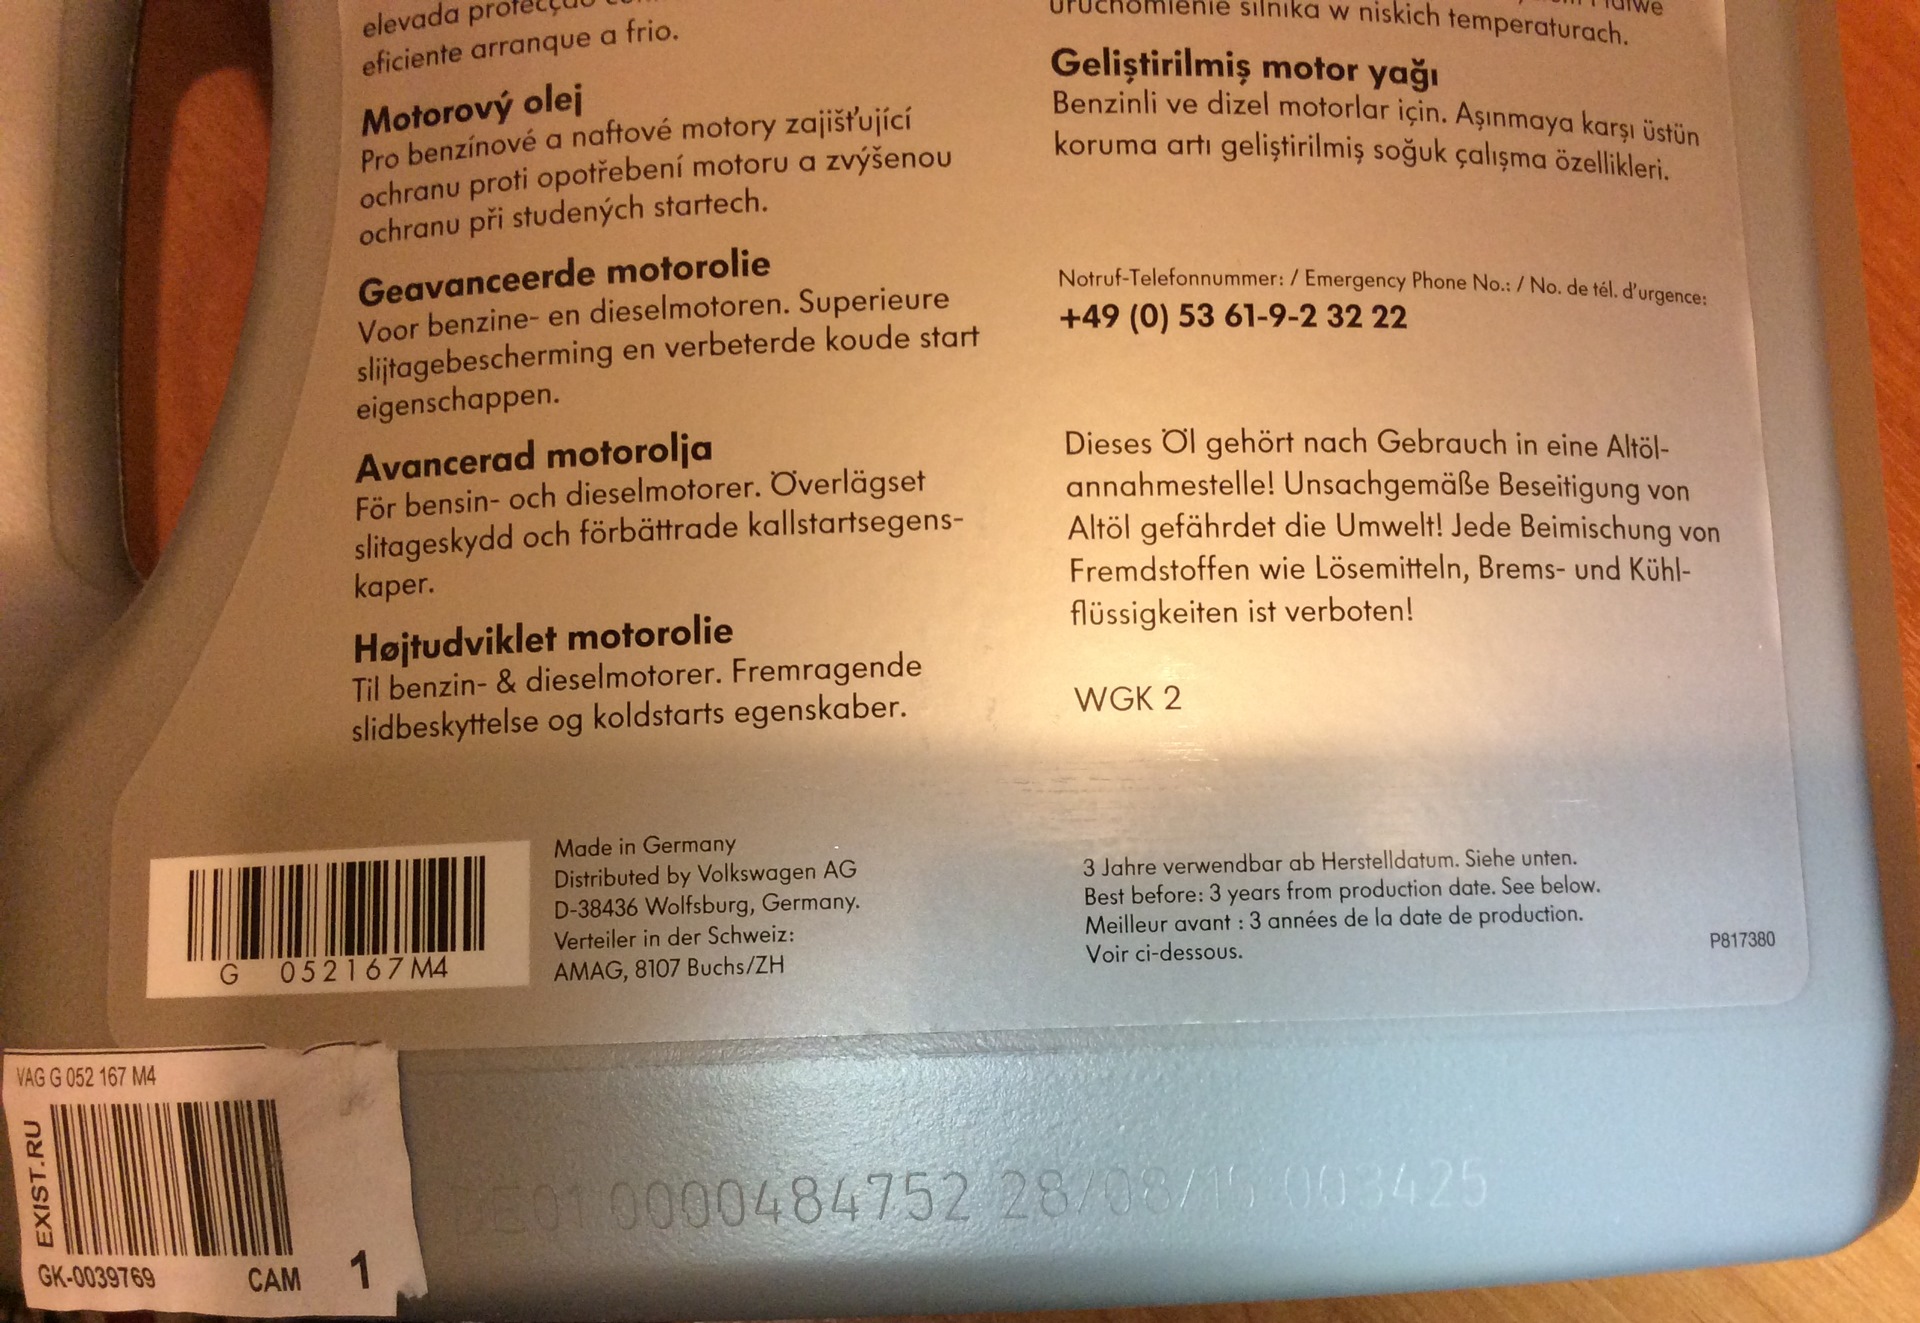 elevada
eficiente arranque a frio.
Motorový olej
Pro benzínové a naftové motory zajišťující
ochranu proti opotřebení motoru a zvýšenou
ochranu při studených startech.
Geavanceerde motorolie
Voor benzine- en dieselmotoren. Superieure
slijtagebescherming en verbeterde koude start
eigenschappen.
Avancerad motorolja
För bensin- och dieselmotorer. Överlägset
slitageskydd och förbättrade kallstartsegens-
kaper.
Højtudviklet motorolie
Til benzin- & dieselmotorer. Fremragende
slidbeskyttelse og koldstarts egenskaber.
uruchomienie silnika w niskich temperaturach.
Geliştirilmiş motor yağı
Benzinli ve dizel motorlar için. Aşınmaya karşı üstün
koruma artı geliştirilmiş soğuk çalışma özellikleri.
Notruf-Telefonnummer: / Emergency Phone No.: / No. de tél. d'urgence:
+49 (0) 53 61-9-2 32 22
Dieses Öl gehört nach Gebrauch in eine Altöl-
annahmestelle! Unsachgemäße Beseitigung von
Altöl gefährdet die Umwelt! Jede Beimischung von
Fremdstoffen wie Lösemitteln, Brems- und Kühl-
flüssigkeiten ist verboten!
WGK 2
G 052167M4
Made in Germany
Distributed by Volkswagen AG
D-38436 Wolfsburg, Germany.
Verteiler in der Schweiz:
AMAG, 8107 Buchs/ZH
3 Jahre verwendbar ab Herstelldatum. Siehe unten.
Best before: 3 years from production date. See below.
Meilleur avant : 3 années de la date de production.
Voir ci-dessous.
P817380
VAG G 052 167 M4
EXIST.RU
GK-0039769 CAM 1
0000484752 28/08/15 003425